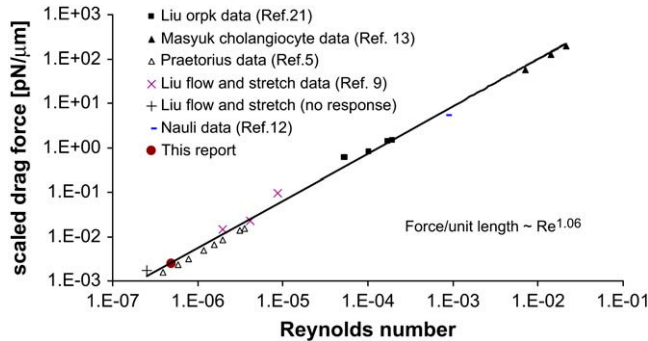 Liu orpk data (Ref.21)
Masyuk cholangiocyte data (Ref. 13)
Praetorius data (Ref.5)
Liu flow and stretch data (Ref. 9)
Liu flow and stretch (no response)
Nauli data (Ref.12)
This report
scaled drag force [pN/μm]
1.E+03
1.E+02
1.E+01
1.E+00
1.E-01
1.E-02
1.E-03
Force/unit length ~ Re^1.06
1.E-07
1.E-06
1.E-05
1.E-04
1.E-03
1.E-02
1.E-01
Reynolds number